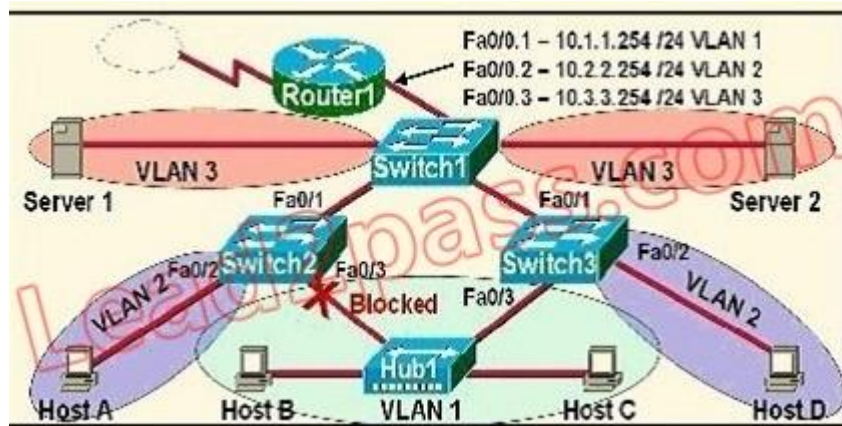 Fa0/0.1 – 10.1.1.254 /24 VLAN 1
Fa0/0.2 – 10.2.2.254 /24 VLAN 2
Fa0/0.3 – 10.3.3.254 /24 VLAN 3
Router1
VLAN 3
Switch1
VLAN 3
Server 1
Server 2
Fa0/1
Fa0/1
Switch2
Switch3
Fa0/2
Fa0/3
Fa0/2
VLAN 2
Blocked
Fa0/3
VLAN 2
Hub1
Host A
Host B
VLAN 1
Host C
Host D
Lead2pass.com